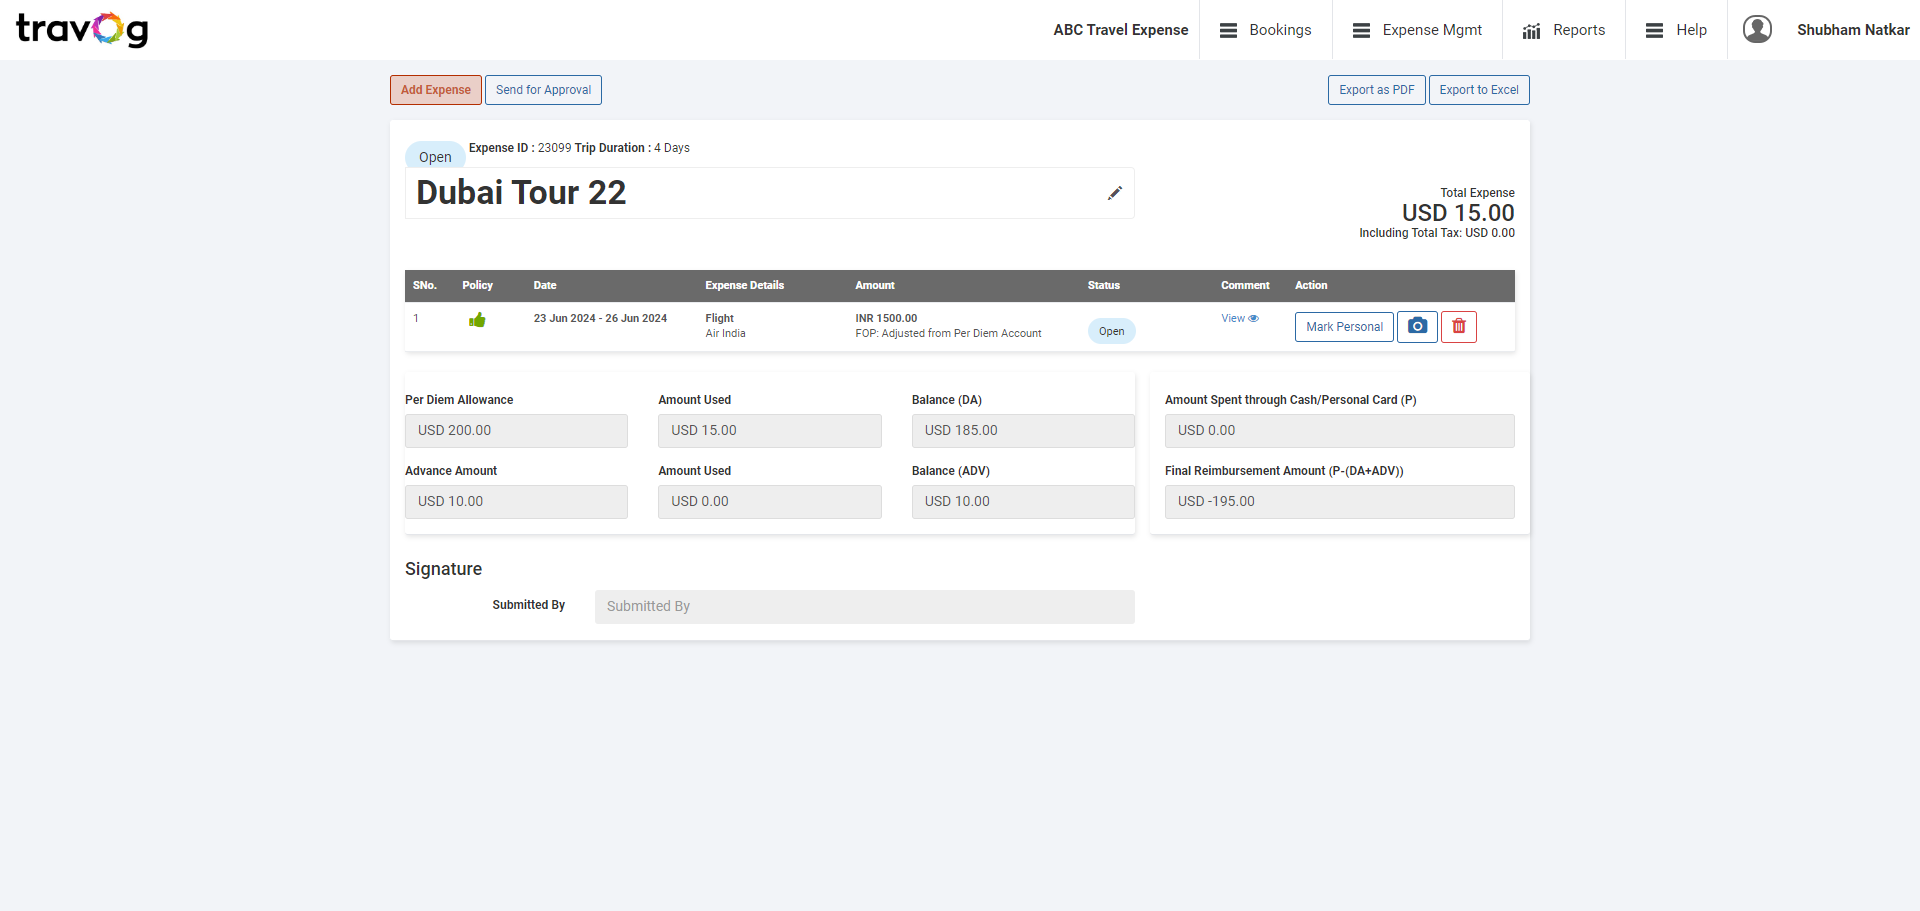 travog
ABC Travel Expense
Bookings
Expense Mgmt
Reports
Help
Shubham Natkar
Add Expense
Send for Approval
Export as PDF
Export to Excel
Open
Expense ID : 23099 Trip Duration : 4 Days
Dubai Tour 22
Total Expense
USD 15.00
Including Total Tax: USD 0.00
SNo. Policy Date Expense Details Amount Status Comment Action
1 23 Jun 2024 - 26 Jun 2024 Flight INR 1500.00 Open View Mark Personal
Air India FOP: Adjusted from Per Diem Account
Per Diem Allowance Amount Used Balance (DA) Amount Spent through Cash/Personal Card (P)
USD 200.00 USD 15.00 USD 185.00 USD 0.00
Advance Amount Amount Used Balance (ADV) Final Reimbursement Amount (P-(DA+ADV))
USD 10.00 USD 0.00 USD 10.00 USD -195.00
Signature
Submitted By Submitted By